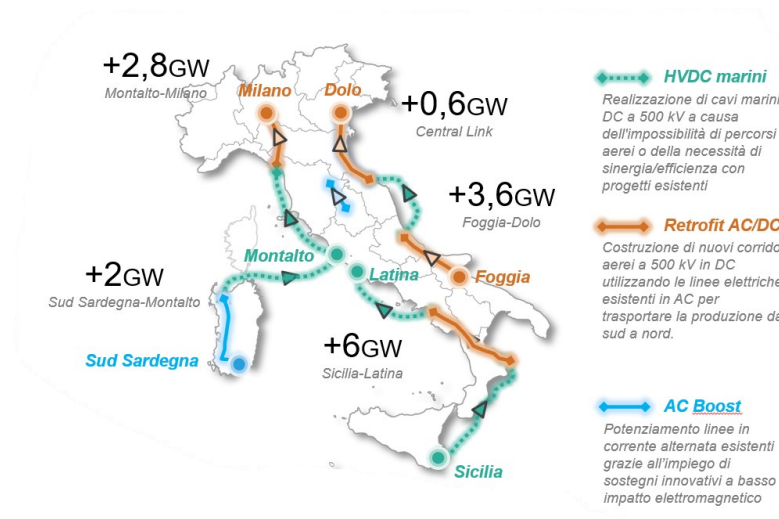 +2,8GW
Montalto-Milano
Milano
Dolo
+0,6GW
Central Link
+3,6GW
Foggia-Dolo
Montalto
Latina
Foggia
+2GW
Sud Sardegna-Montalto
+6GW
Sicilia-Latina
Sud Sardegna
Sicilia
HVDC marini
Realizzazione di cavi marini
DC a 500 kV a causa
dell'impossibilità di percorsi
aerei o della necessità di
sinergia/efficienza con
progetti esistenti
Retrofit AC/DC
Costruzione di nuovi corrido
aerei a 500 kV in DC
utilizzando le linee elettriche
esistenti in AC per
trasportare la produzione da
sud a nord.
AC Boost
Potenziamento linee in
corrente alternata esistenti
grazie all'impiego di
sostegni innovativi a basso
impatto elettromagnetico